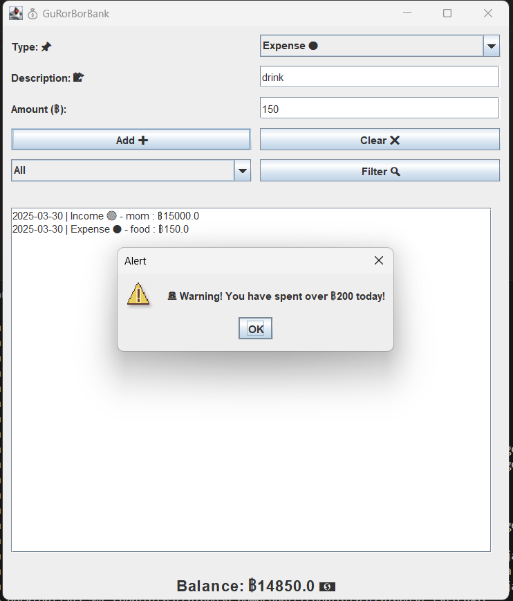 GuRorBorBank
Type: 📌
Expense ●
Description: 📝
drink
Amount (฿):
150
Add ➕
Clear ✕
All
Filter 🔍
2025-03-30 | Income 🔘 - mom : ฿15000.0
2025-03-30 | Expense ● - food : ฿150.0
Alert
🚨 Warning! You have spent over ฿200 today!
OK
Balance: ฿14850.0 💵